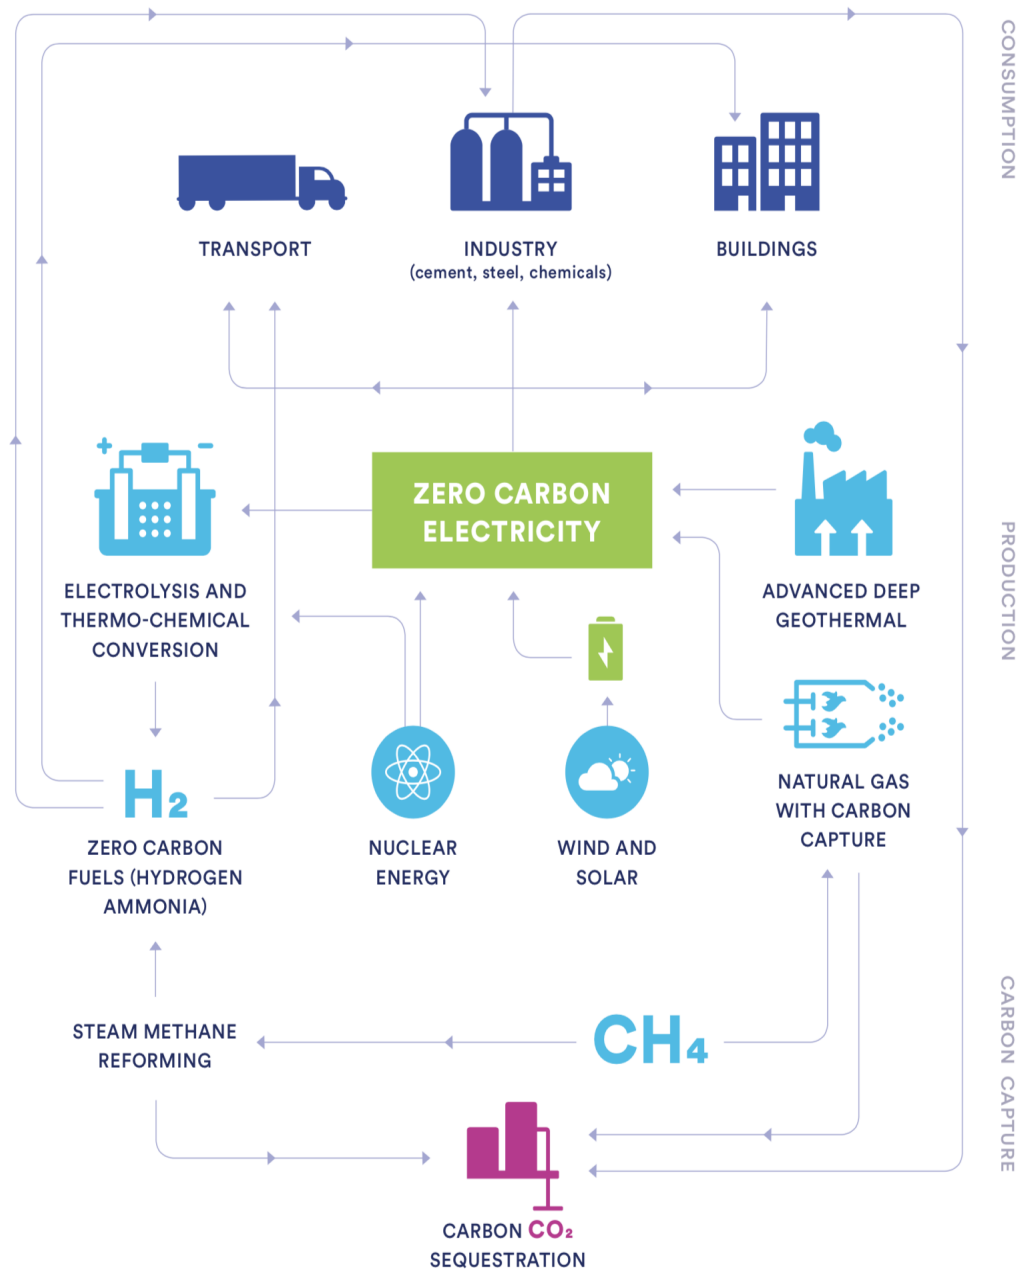 CONSUMPTION
TRANSPORT
INDUSTRY
(cement, steel, chemicals)
BUILDINGS
+ –
ZERO CARBON
ELECTRICITY
PRODUCTION
ELECTROLYSIS AND
THERMO-CHEMICAL
CONVERSION
ADVANCED DEEP
GEOTHERMAL
H2
ZERO CARBON
FUELS (HYDROGEN
AMMONIA)
NUCLEAR
ENERGY
WIND AND
SOLAR
NATURAL GAS
WITH CARBON
CAPTURE
STEAM METHANE
REFORMING
CH4
CARBON CAPTURE
CARBON CO2
SEQUESTRATION